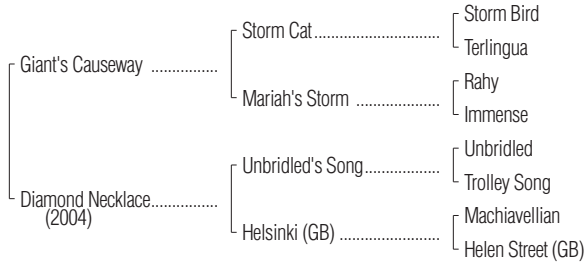 Storm Bird
Storm Cat......................................
Terlingua
Giant's Causeway ....................
Rahy
Mariah's Storm .........................
Immense
Unbridled
Unbridled's Song.......................
Trolley Song
Diamond Necklace....................
(2004)
Machiavellian
Helsinki (GB) ..............................
Helen Street (GB)